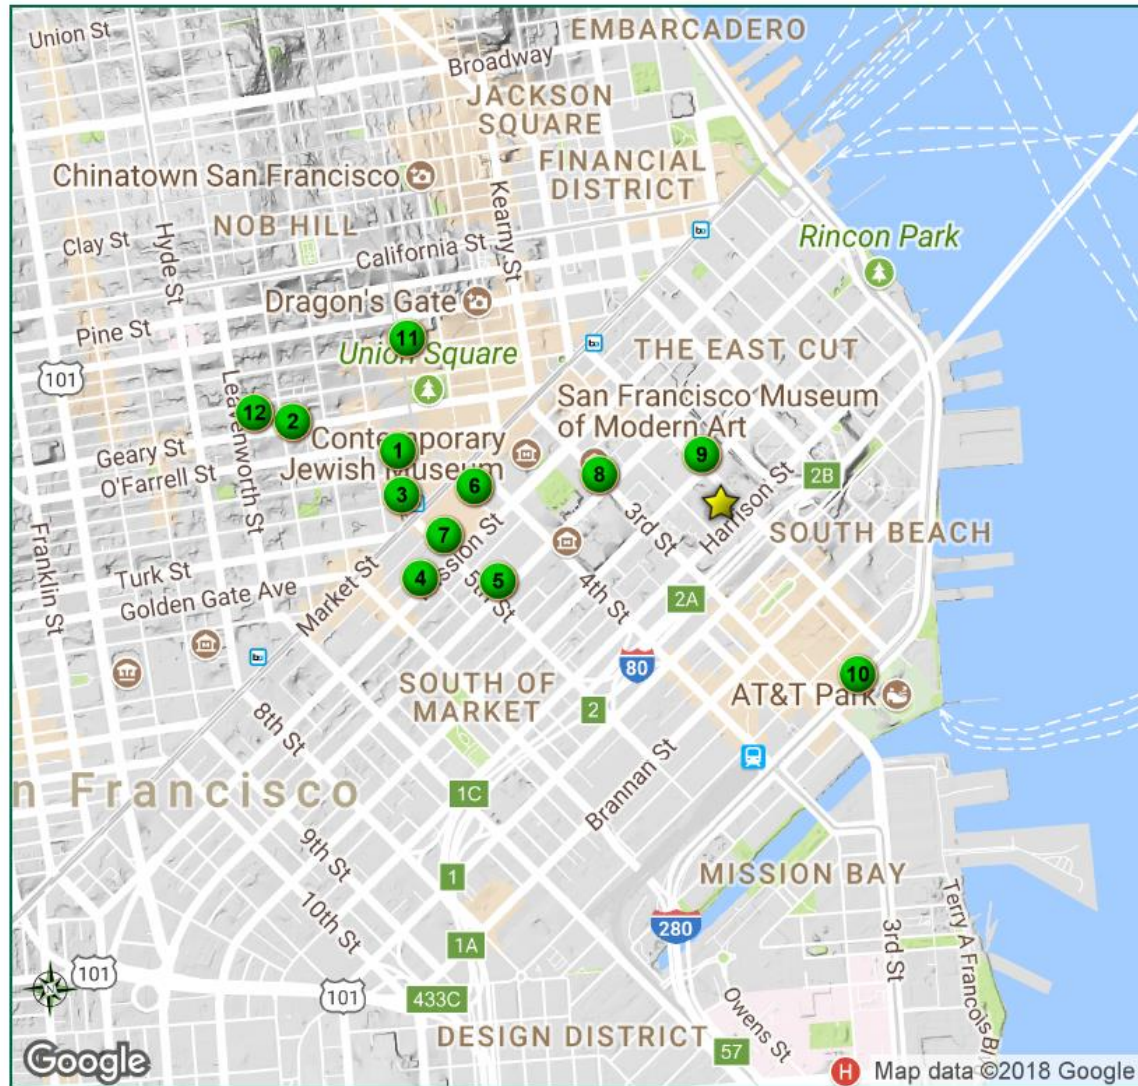 EMBARCADERO
Union St
Broadway
JACKSON
SQUARE
FINANCIAL
DISTRICT
Chinatown San Francisco
Kearny St
NOB HILL
Clay St
Hyde St
California St
Rincon Park
Dragon's Gate
Pine St
11
Union Square
THE EAST CUT
101
San Francisco Museum
of Modern Art
12
2
Leavenworth St
Contemporary
Jewish Museum
Geary St
1
9
O'Farrell St
8
2B
6
3
3rd St
Harrison St
SOUTH BEACH
7
Mission St
Franklin St
Turk St
4
5th St
5
4th St
2A
Golden Gate Ave
Market St
80
10
SOUTH OF
MARKET
AT&T Park
2
8th St
n Francisco
1C
Brannan St
9th St
1
MISSION BAY
10th St
280
3rd St
Terry A Francois Bl
1A
N
101
101
433C
Owens St
DESIGN DISTRICT
57
Google
H Map data ©2018 Google